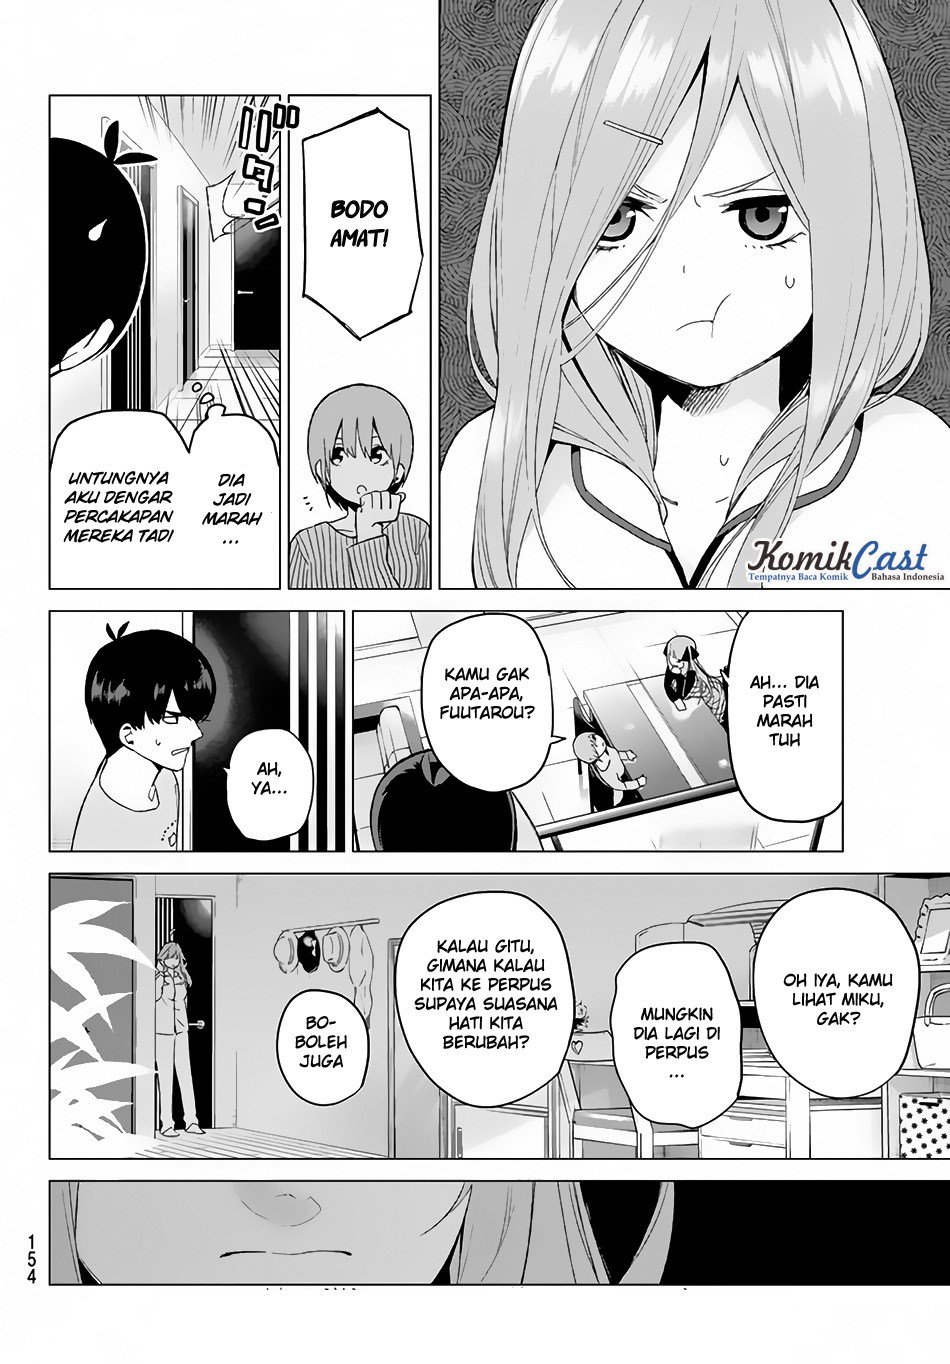 BODO
AMAT!
DIA
JADI
MARAH
...
UNTUNGNYA
AKU DENGAR
PERCAKAPAN
MEREKA TADI
KomikCast
Tempatnya Baca Komik Bahasa Indonesia
AH... DIA
PASTI
MARAH
TUH
KAMU GAK
APA-APA,
FUUTAROU?
AH,
YA...
OH IYA, KAMU
LIHAT MIKU,
GAK?
MUNGKIN
DIA LAGI DI
PERPUS
...
KALAU GITU,
GIMANA KALAU
KITA KE PERPUS
SUPAYA SUASANA
HATI KITA
BERUBAH?
BO-
BOLEH
JUGA
154